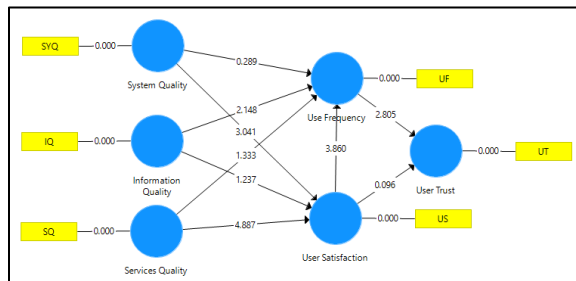 SYQ
0.000
System Quality
0.289
Use Frequency
0.000
UF
2.148
3.041
2.805
IQ
0.000
Information
Quality
1.333
3.860
User Trust
0.000
UT
1.237
0.096
SQ
0.000
Services Quality
4.887
User Satisfaction
0.000
US